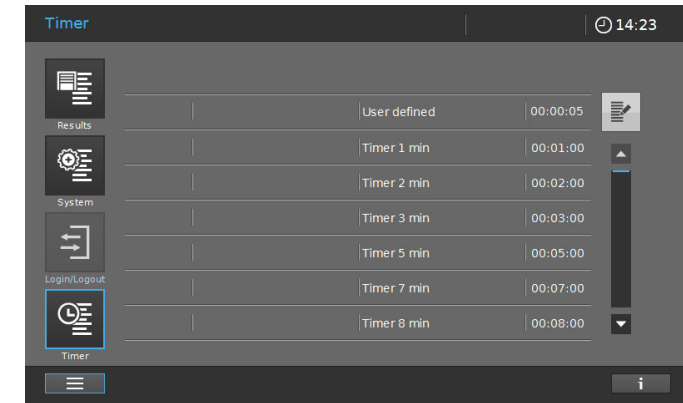 Timer
14:23
Results
System
Login/Logout
Timer
User defined 00:00:05
Timer 1 min 00:01:00
Timer 2 min 00:02:00
Timer 3 min 00:03:00
Timer 5 min 00:05:00
Timer 7 min 00:07:00
Timer 8 min 00:08:00
i